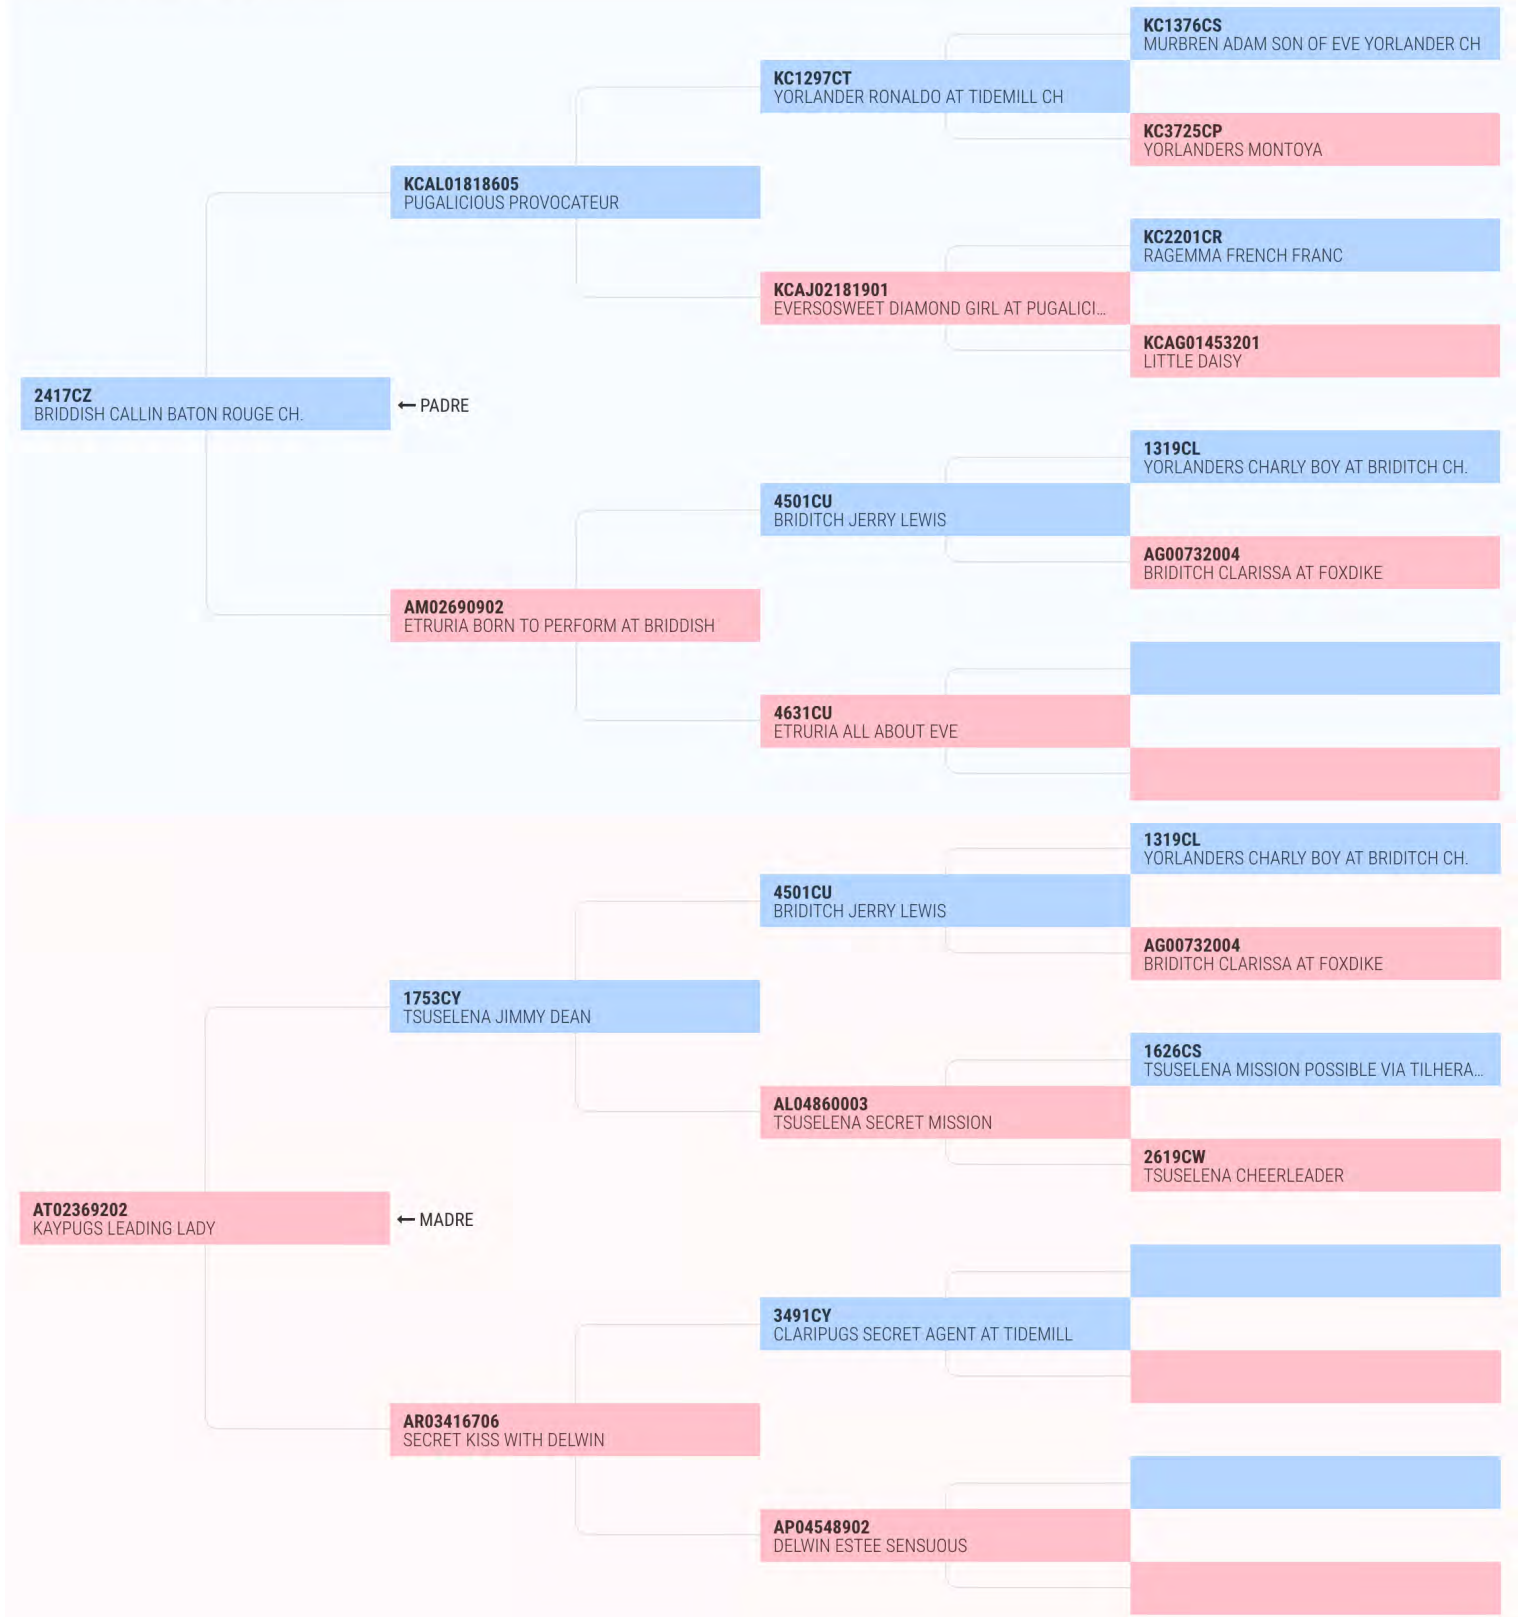 KC1376CS
MURBREN ADAM SON OF EVE YORLANDER CH
KC1297CT
YORLANDER RONALDO AT TIDEMILL CH
KC3725CP
YORLANDERS MONTOYA
KCAL01818605
PUGALICIOUS PROVOCATEUR
KC2201CR
RAGEMMA FRENCH FRANC
KCAJ02181901
EVERSOSWEET DIAMOND GIRL AT PUGALICI...
KCAG01453201
LITTLE DAISY
2417CZ
BRIDDISH CALLIN BATON ROUGE CH.
← PADRE
1319CL
YORLANDERS CHARLY BOY AT BRIDITCH CH.
4501CU
BRIDITCH JERRY LEWIS
AG00732004
BRIDITCH CLARISSA AT FOXDIKE
AM02690902
ETRURIA BORN TO PERFORM AT BRIDDISH
4631CU
ETRURIA ALL ABOUT EVE
1319CL
YORLANDERS CHARLY BOY AT BRIDITCH CH.
4501CU
BRIDITCH JERRY LEWIS
AG00732004
BRIDITCH CLARISSA AT FOXDIKE
1753CY
TSUSELENA JIMMY DEAN
1626CS
TSUSELENA MISSION POSSIBLE VIA TILHERA...
AL04860003
TSUSELENA SECRET MISSION
2619CW
TSUSELENA CHEERLEADER
AT02369202
KAYPUGS LEADING LADY
← MADRE
3491CY
CLARIPUGS SECRET AGENT AT TIDEMILL
AR03416706
SECRET KISS WITH DELWIN
AP04548902
DELWIN ESTEE SENSUOUS